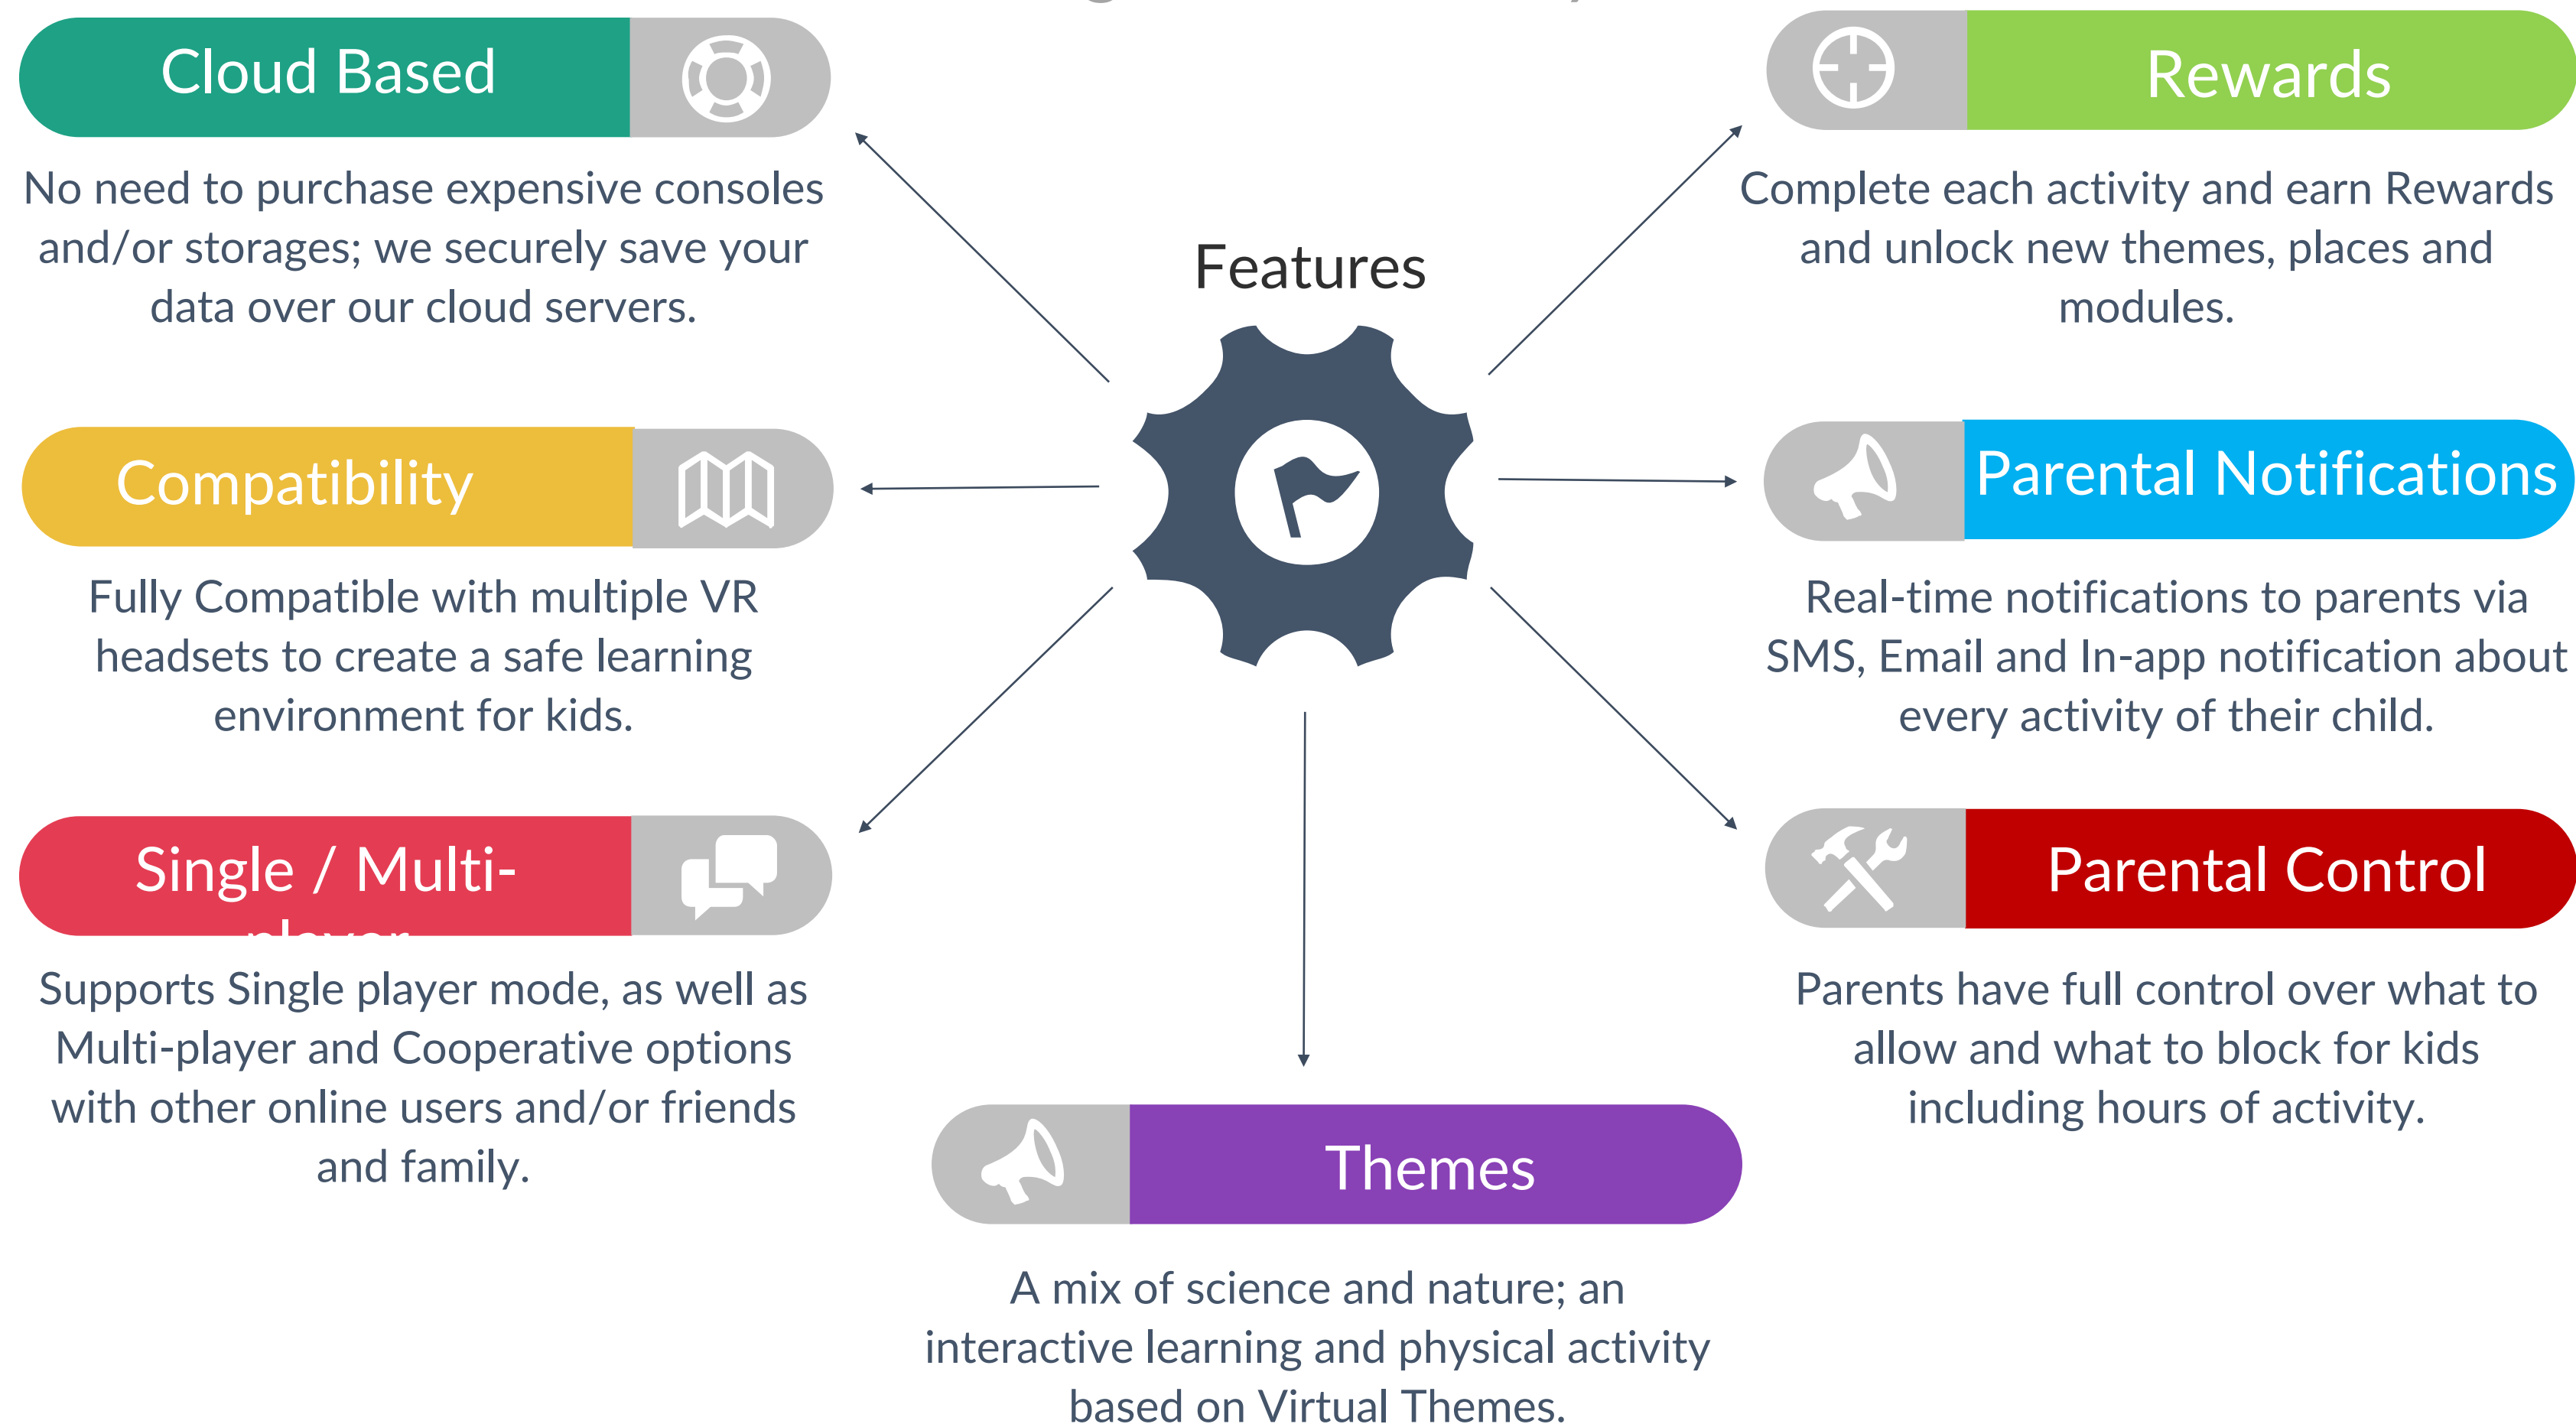 Cloud Based
No need to purchase expensive consoles
and/or storages; we securely save your
data over our cloud servers.
Compatibility
Fully Compatible with multiple VR
headsets to create a safe learning
environment for kids.
Single / Multi-
player
Supports Single player mode, as well as
Multi-player and Cooperative options
with other online users and/or friends
and family.
Features
Themes
A mix of science and nature; an
interactive learning and physical activity
based on Virtual Themes.
Rewards
Complete each activity and earn Rewards
and unlock new themes, places and
modules.
Parental Notifications
Real-time notifications to parents via
SMS, Email and In-app notification about
every activity of their child.
Parental Control
Parents have full control over what to
allow and what to block for kids
including hours of activity.